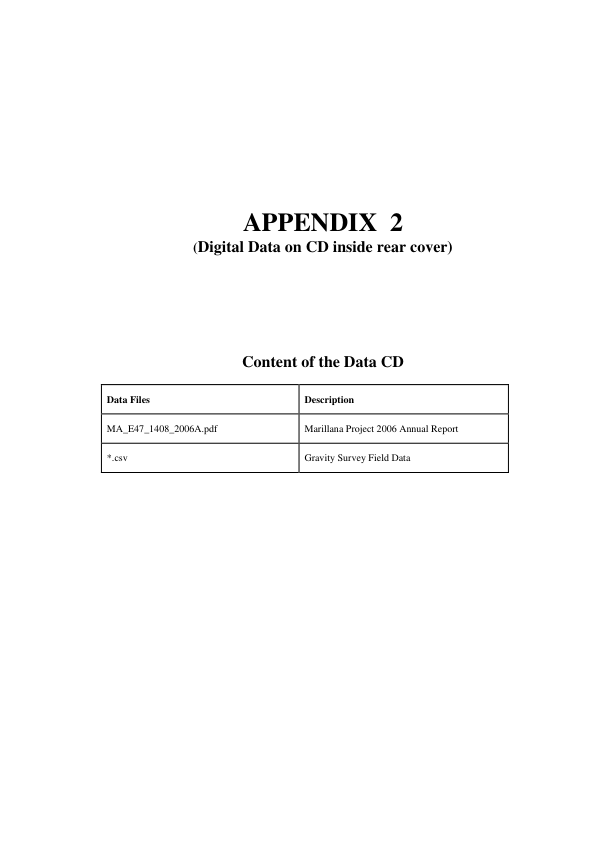 APPENDIX 2
(Digital Data on CD inside rear cover)
Content of the Data CD
Data Files Description
MA_E47_1408_2006A.pdf Marillana Project 2006 Annual Report
*.csv Gravity Survey Field Data